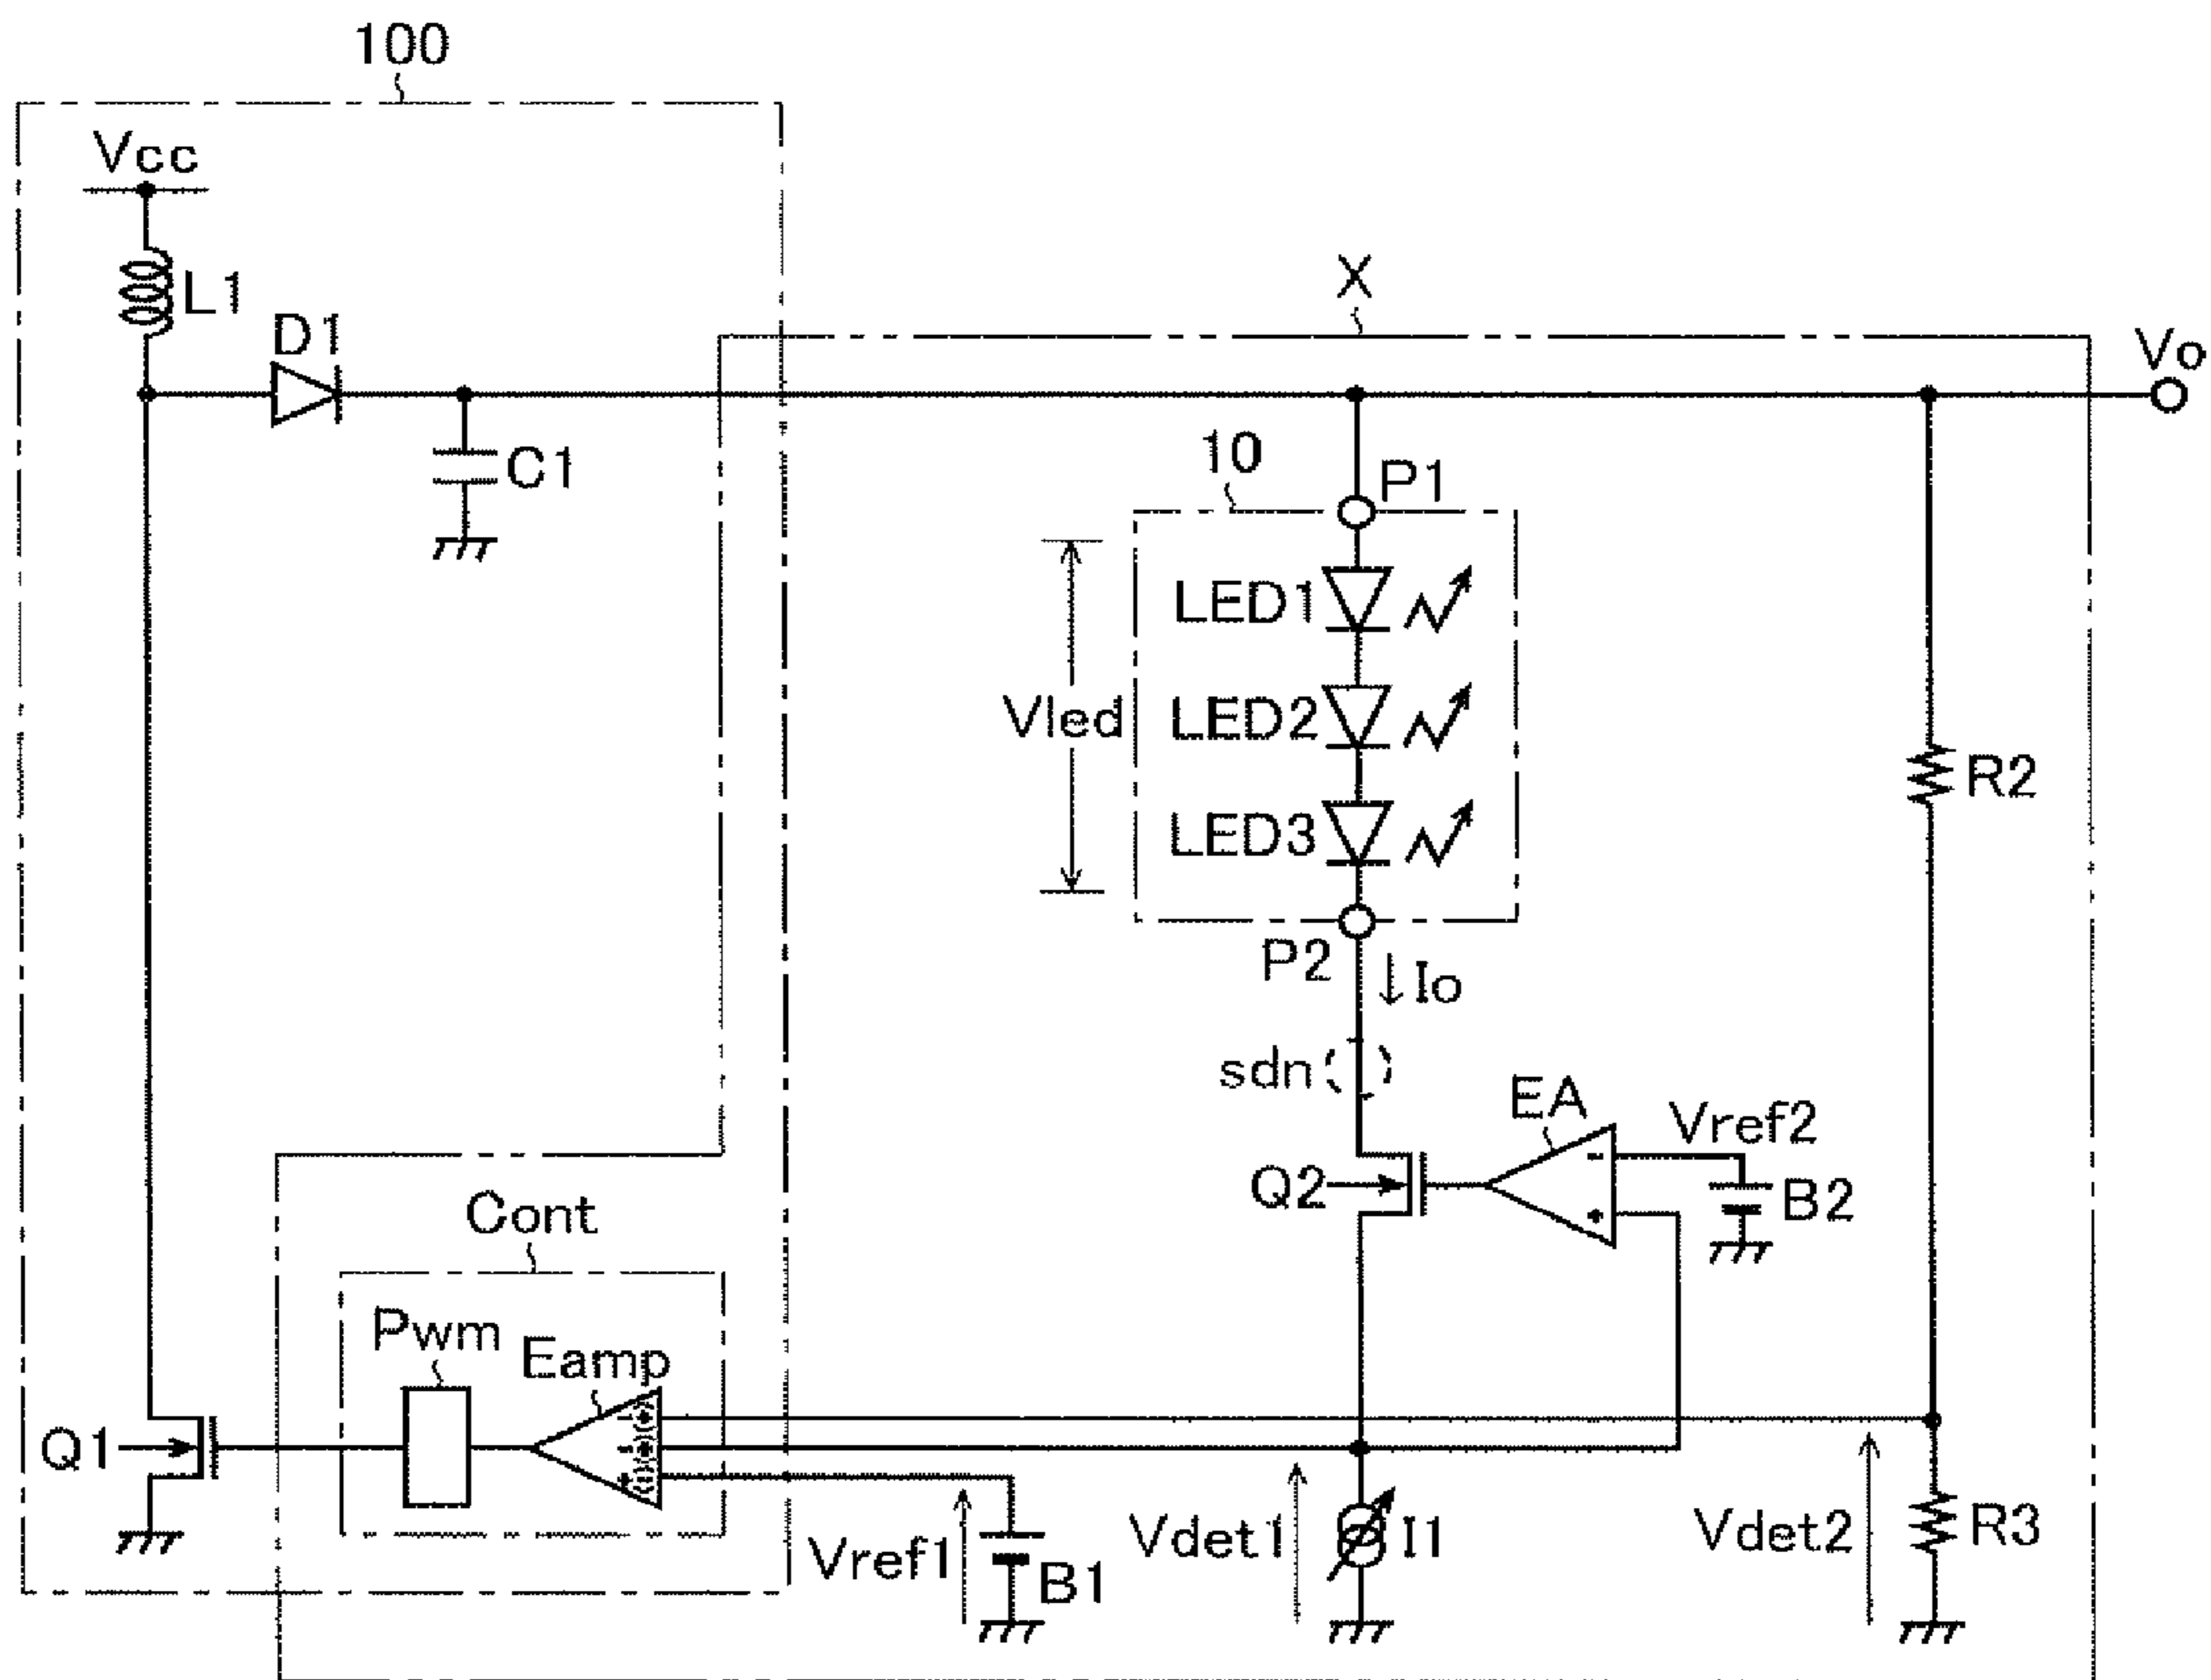 100
Vcc
L1
D1
C1
X
Vo
10
P1
LED1
Vled
LED2
LED3
R2
P2
Io
sdn
EA
Vref2
Q2
-
+
B2
Cont
Pwm
Eamp
Q1
Vref1
B1
Vdet1
I1
Vdet2
R3